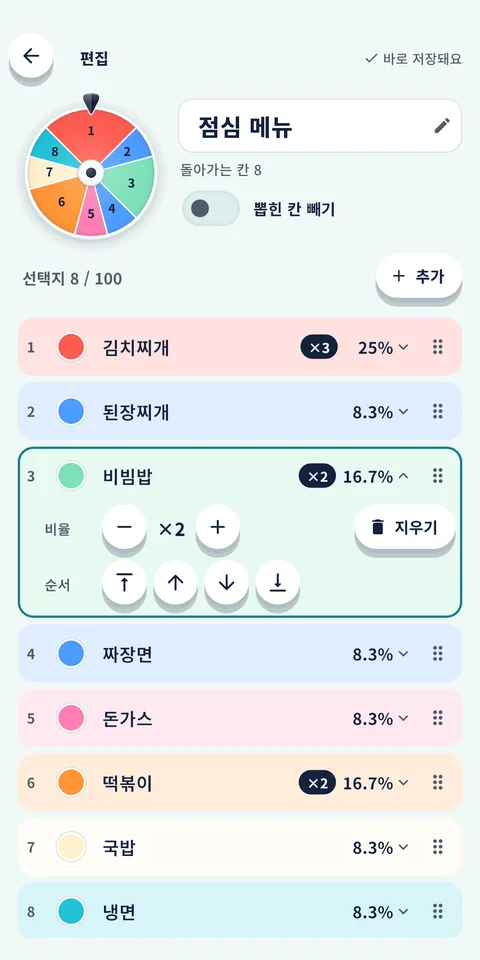 편집
바로 저장돼요
1
2
3
4
5
6
7
8
점심 메뉴
돌아가는 칸 8
뽑힌 칸 빼기
선택지 8 / 100
+ 추가
1 김치찌개 ×3 25%
2 된장찌개 8.3%
3 비빔밥 ×2 16.7%
비율 − ×2 + 지우기
순서
4 짜장면 8.3%
5 돈가스 8.3%
6 떡볶이 ×2 16.7%
7 국밥 8.3%
8 냉면 8.3%